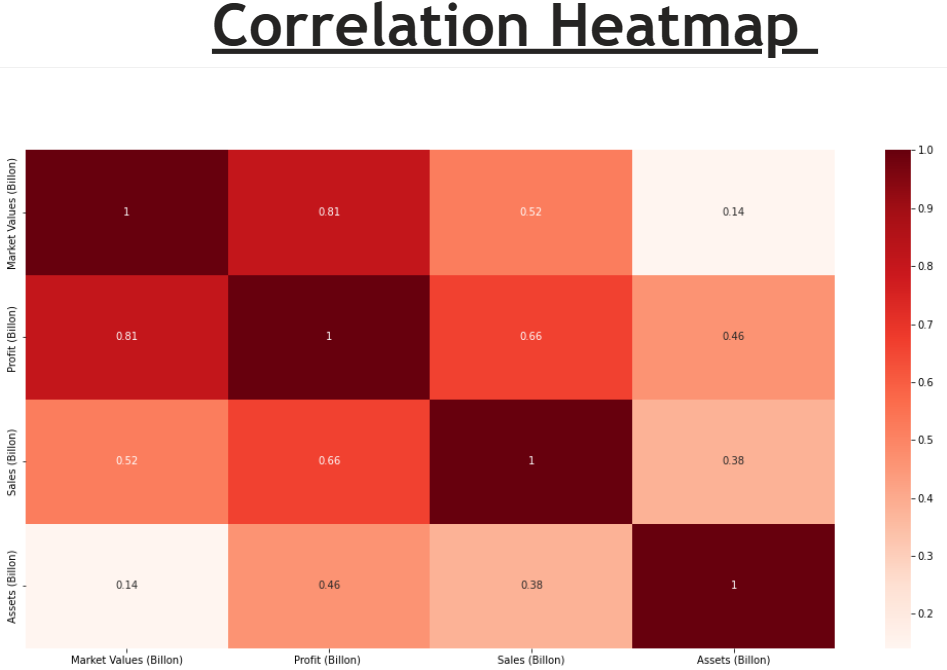 Correlation Heatmap
Market Values (Billon)
1
0.81
0.52
0.14
Profit (Billon)
0.81
1
0.66
0.46
Sales (Billon)
0.52
0.66
1
0.38
Assets (Billon)
0.14
0.46
0.38
1
Market Values (Billon)
Profit (Billon)
Sales (Billon)
Assets (Billon)
1.0
0.9
0.8
0.7
0.6
0.5
0.4
0.3
0.2